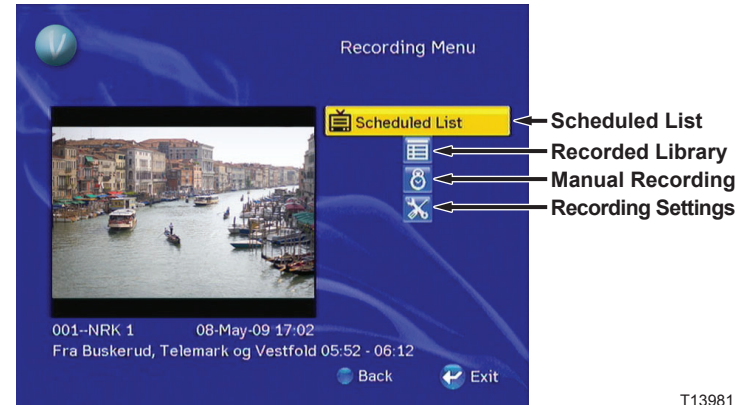 V
Recording Menu
Scheduled List
Scheduled List
Recorded Library
Manual Recording
Recording Settings
001--NRK 1 08-May-09 17:02
Fra Buskerud, Telemark og Vestfold 05:52 - 06:12
Back Exit
T13981